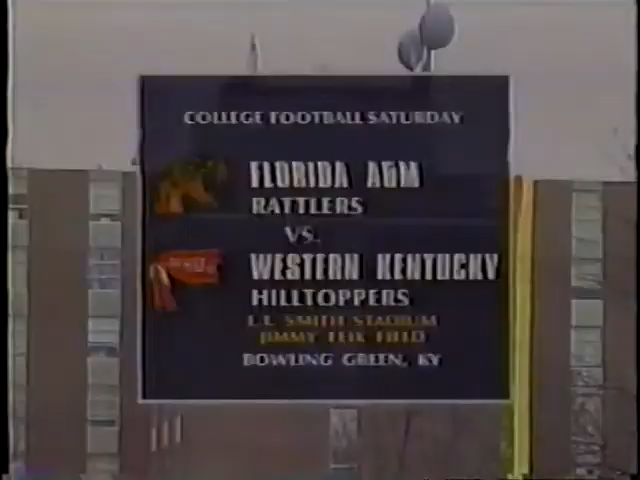 COLLEGE FOOTBALL SATURDAY
FLORIDA A&M
RATTLERS
VS.
WESTERN KENTUCKY
HILLTOPPERS
L.T. SMITH STADIUM
JIMMY FEIX FIELD
BOWLING GREEN, KY